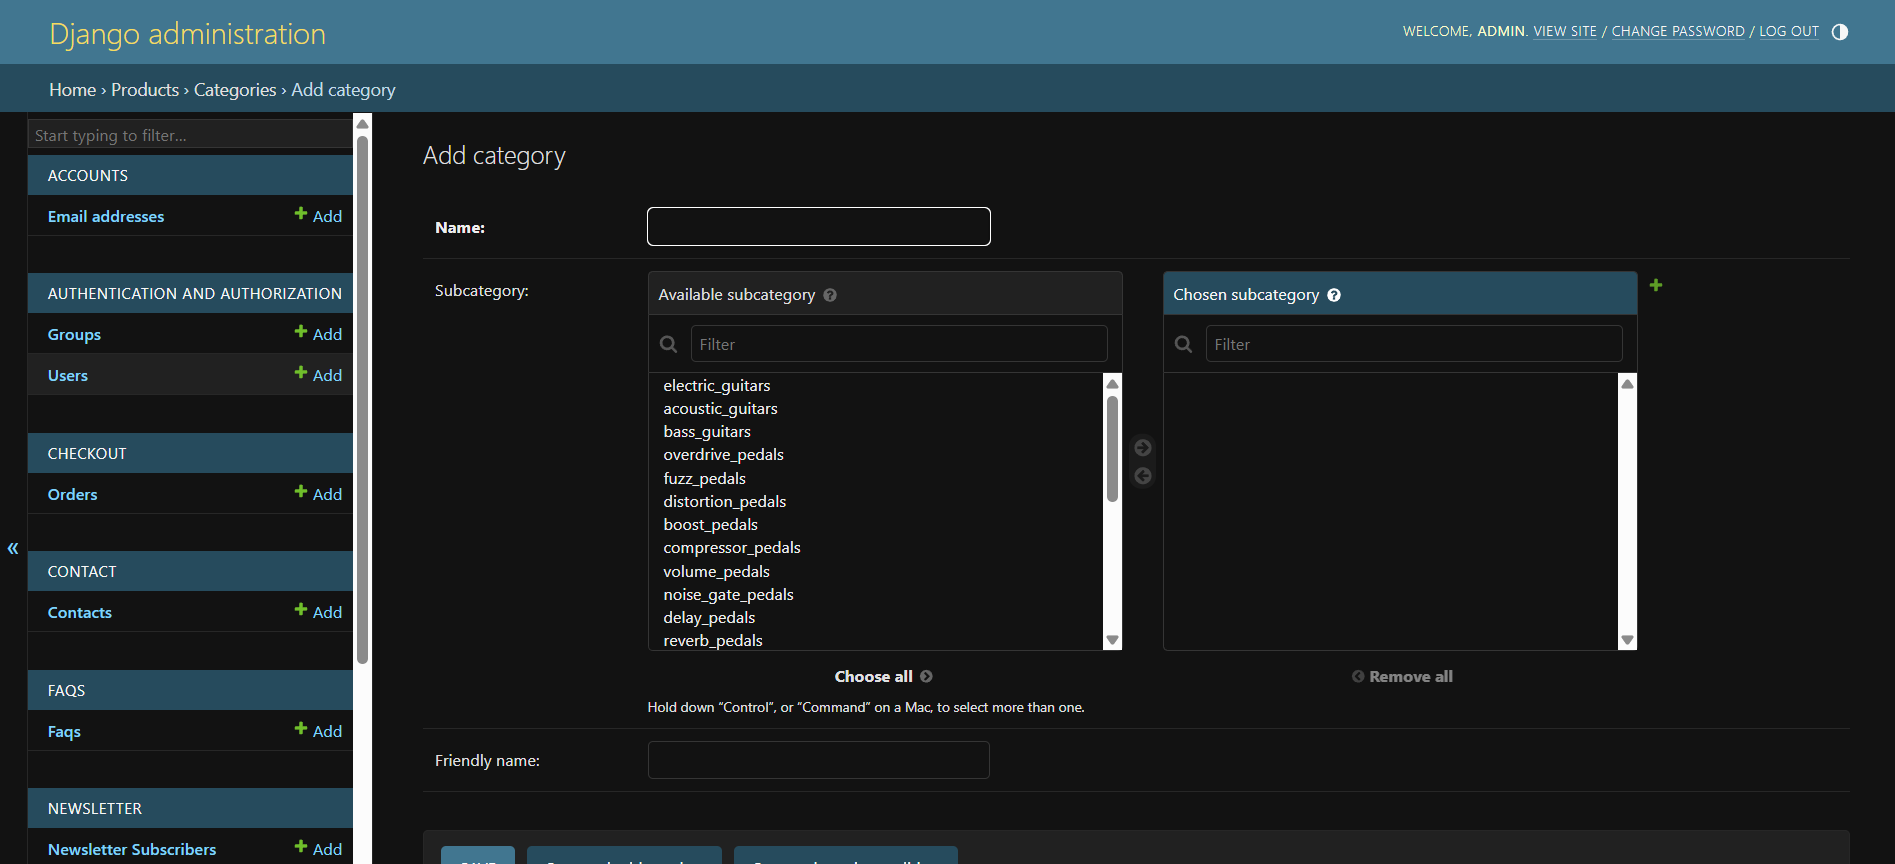 Django administration
WELCOME, ADMIN. VIEW SITE / CHANGE PASSWORD / LOG OUT
Home › Products › Categories › Add category
Start typing to filter...
ACCOUNTS
Email addresses
Add
AUTHENTICATION AND AUTHORIZATION
Groups
Add
Users
Add
CHECKOUT
Orders
Add
CONTACT
Contacts
Add
FAQS
Faqs
Add
NEWSLETTER
Newsletter Subscribers
Add
«
Add category
Name:
Subcategory:
Available subcategory ?
Filter
electric_guitars
acoustic_guitars
bass_guitars
overdrive_pedals
fuzz_pedals
distortion_pedals
boost_pedals
compressor_pedals
volume_pedals
noise_gate_pedals
delay_pedals
reverb_pedals
Choose all
Hold down “Control”, or “Command” on a Mac, to select more than one.
Chosen subcategory ?
Filter
Remove all
Friendly name: